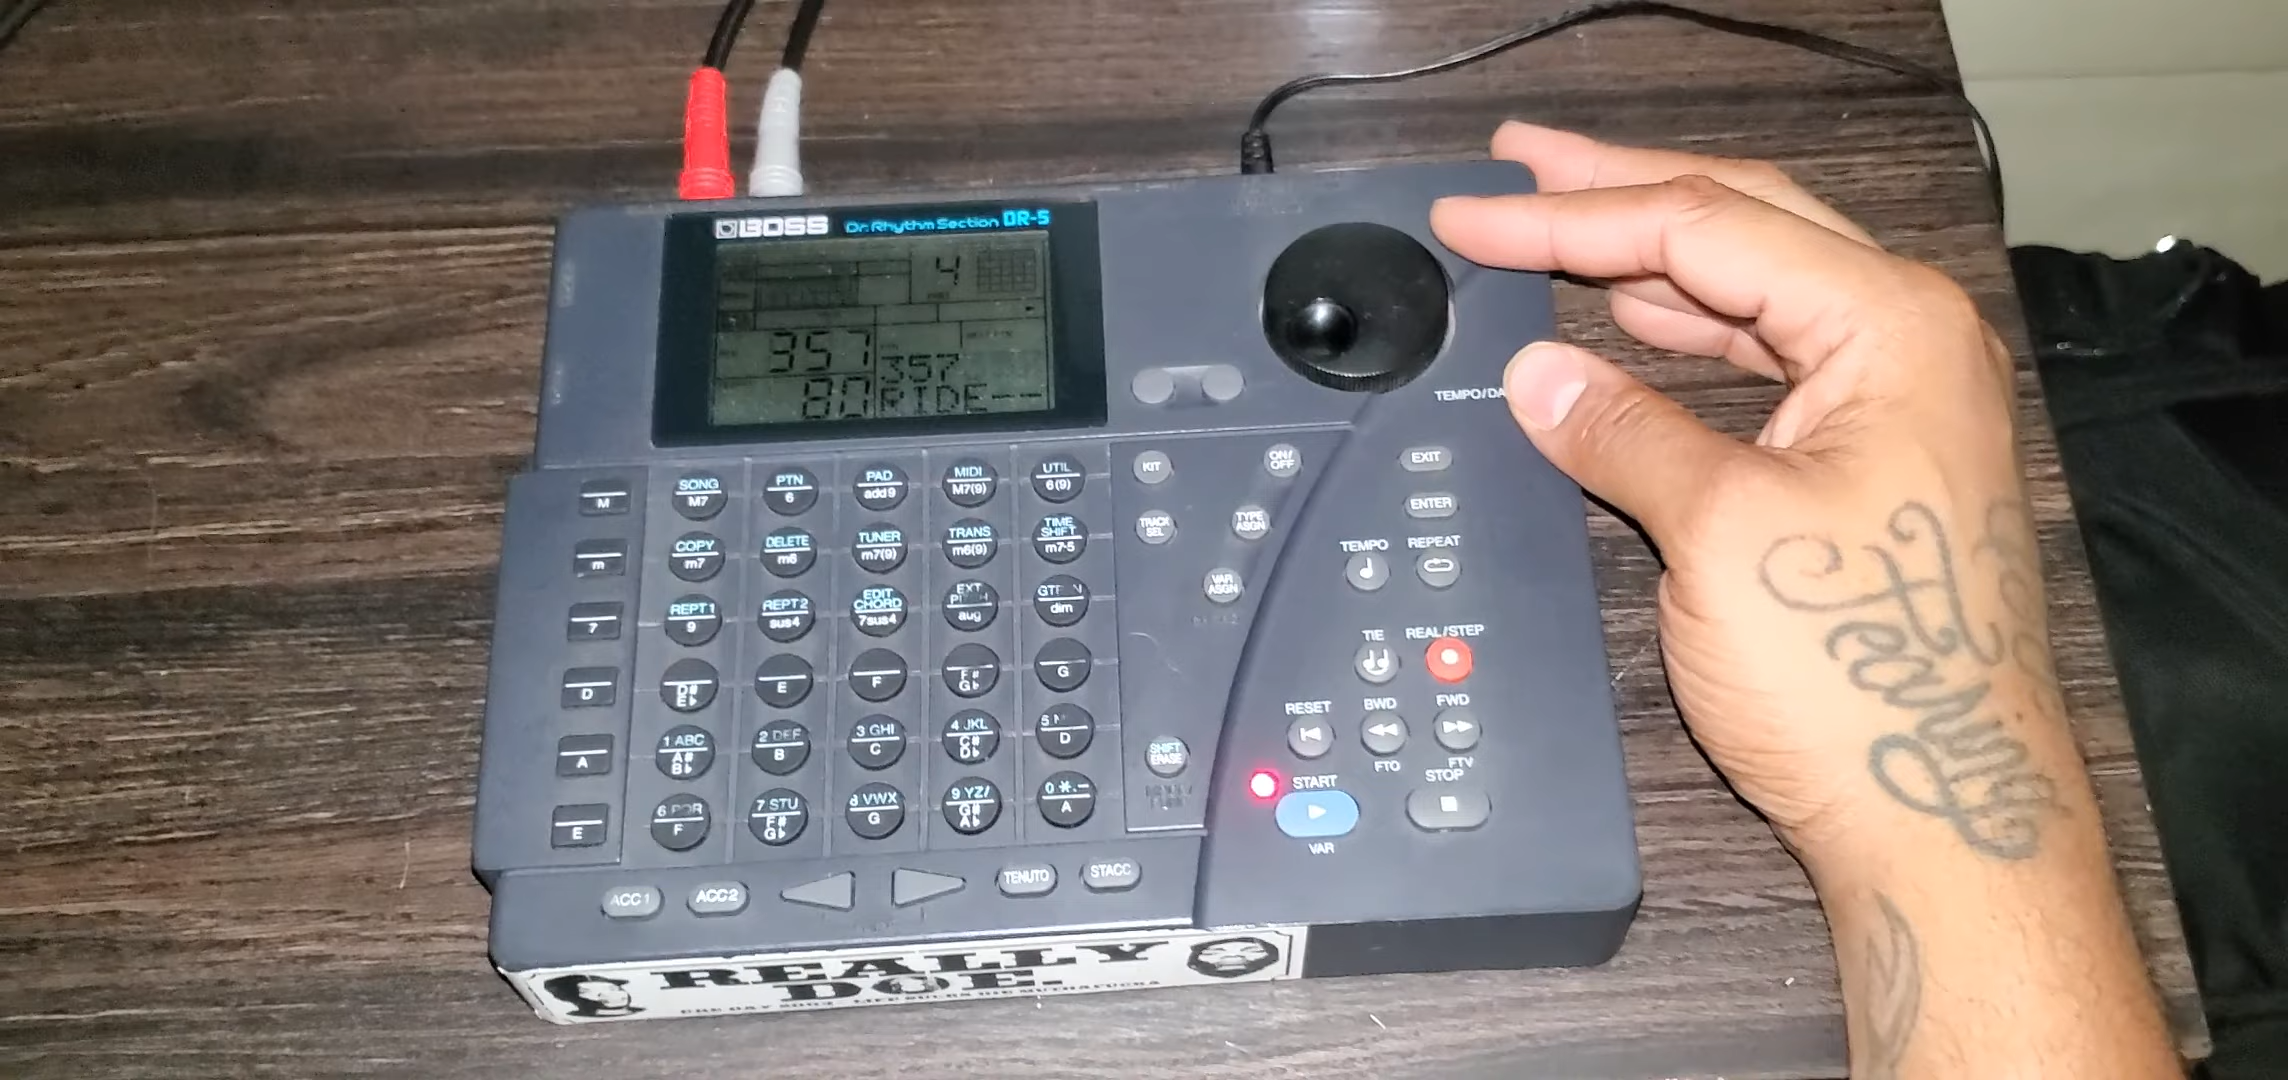 BOSS Dr. Rhythm Section DR-5
4
357
357
80 RIDE
TEMPO/DA
M
SONG
M7
PTN
6
PAD
add9
MIDI
M7(9)
UTIL
6(9)
KIT
ON/
OFF
EXIT
m
COPY
m7
DELETE
m6
TUNER
m7(9)
TRANS
m6(9)
TIME
SHIFT
m7-5
TRACK
SEL
TYPE
ASGN
ENTER
TEMPO
REPEAT
7
REPT1
9
REPT2
sus4
EDIT
CHORD
7sus4
EXT
aug
dim
VAR
ASGN
D
D#
E♭
E
F
F#
G♭
G
TIE
REAL/STEP
A
1 ABC
A#
B♭
2 DEF
B
3 GHI
C
4 JKL
C#
D♭
5
D
SHIFT
ERASE
RESET
BWD
FWD
FTO
FTV
E
6 PQR
F
7 STU
F#
G♭
8 VWX
G
9 YZ/
G#
A♭
0 *.-
A
START
STOP
VAR
ACC1
ACC2
TENUTO
STACC
REALLY
DOE.
Fearing